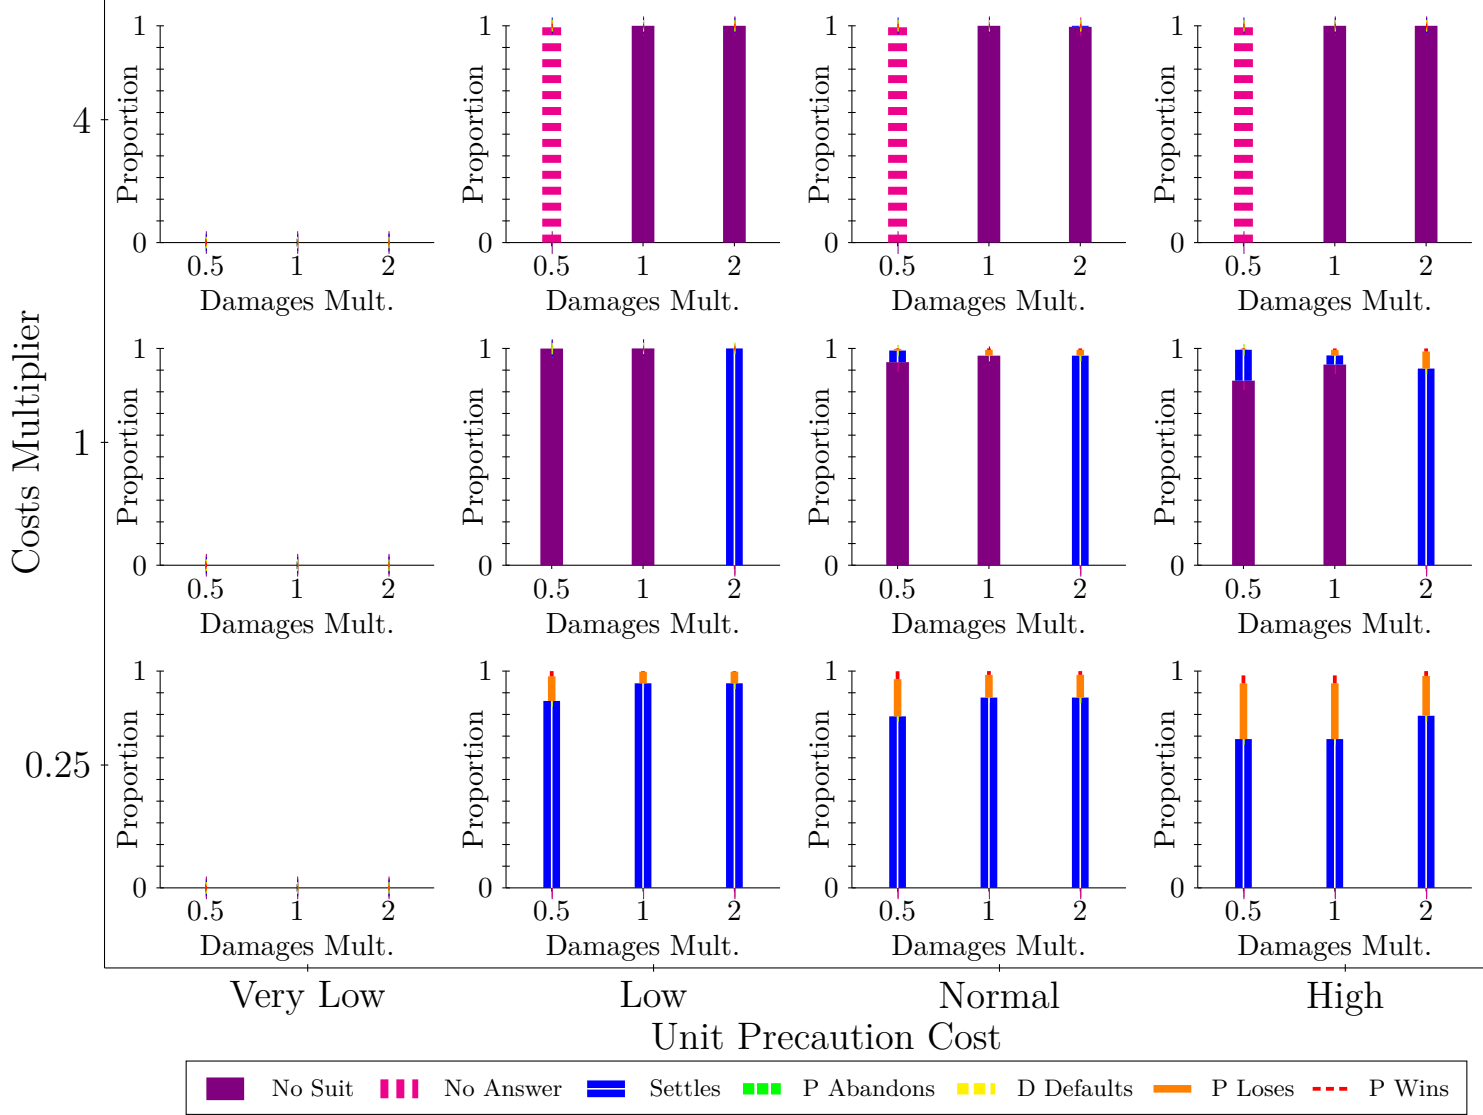 1
1
1
1
Proportion
Proportion
Proportion
Proportion
4
0
0
0
0
0.5 1 2
0.5 1 2
0.5 1 2
0.5 1 2
Damages Mult.
Damages Mult.
Damages Mult.
Damages Mult.
Costs Multiplier
1
1
1
1
Proportion
Proportion
Proportion
Proportion
1
0
0
0
0
0.5 1 2
0.5 1 2
0.5 1 2
0.5 1 2
Damages Mult.
Damages Mult.
Damages Mult.
Damages Mult.
1
1
1
1
Proportion
Proportion
Proportion
Proportion
0.25
0
0
0
0
0.5 1 2
0.5 1 2
0.5 1 2
0.5 1 2
Damages Mult.
Damages Mult.
Damages Mult.
Damages Mult.
Very Low Low Normal High
Unit Precaution Cost
No Suit No Answer Settles P Abandons D Defaults P Loses P Wins